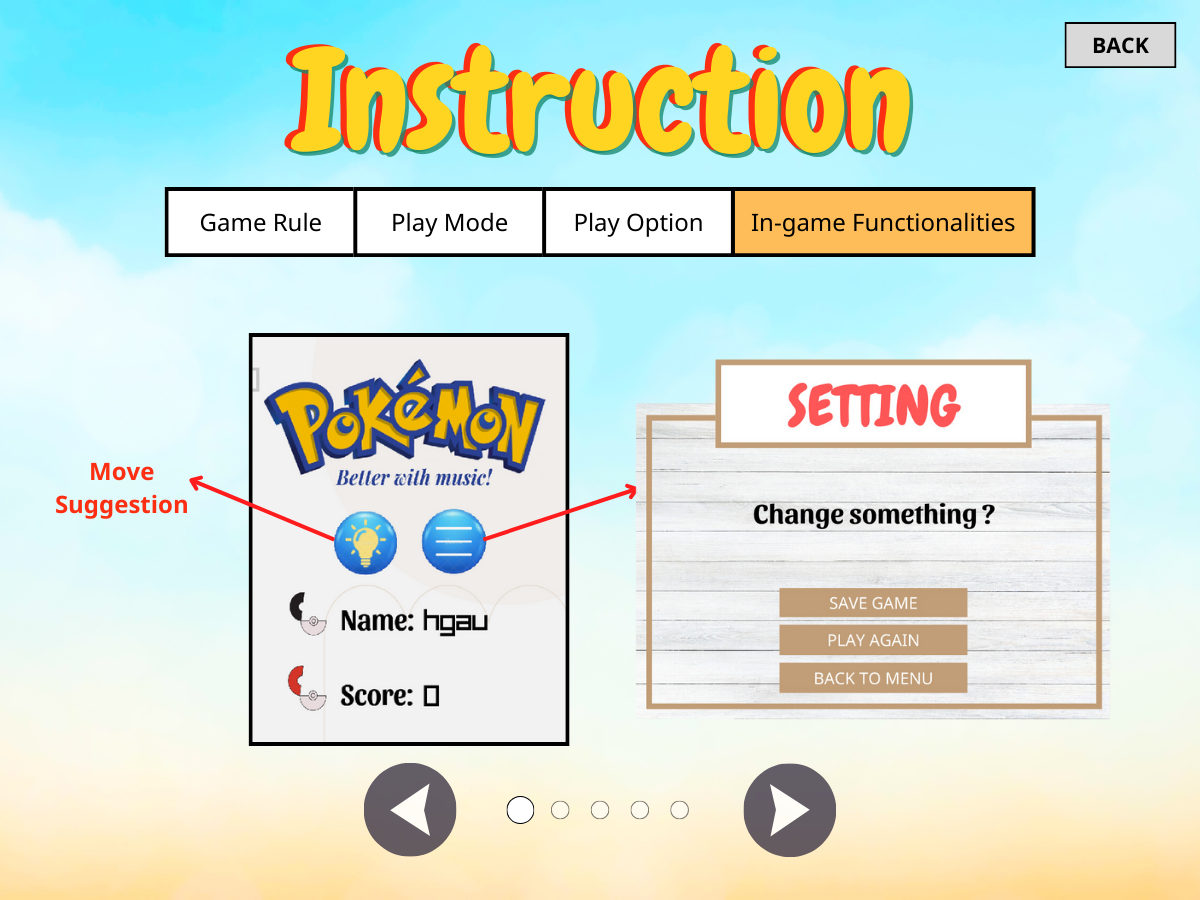 BACK
Instruction
Game Rule
Play Mode
Play Option
In-game Functionalities
POKéMON
Better with music!
Move
Suggestion
Name: hgau
Score: 0
SETTING
Change something ?
SAVE GAME
PLAY AGAIN
BACK TO MENU